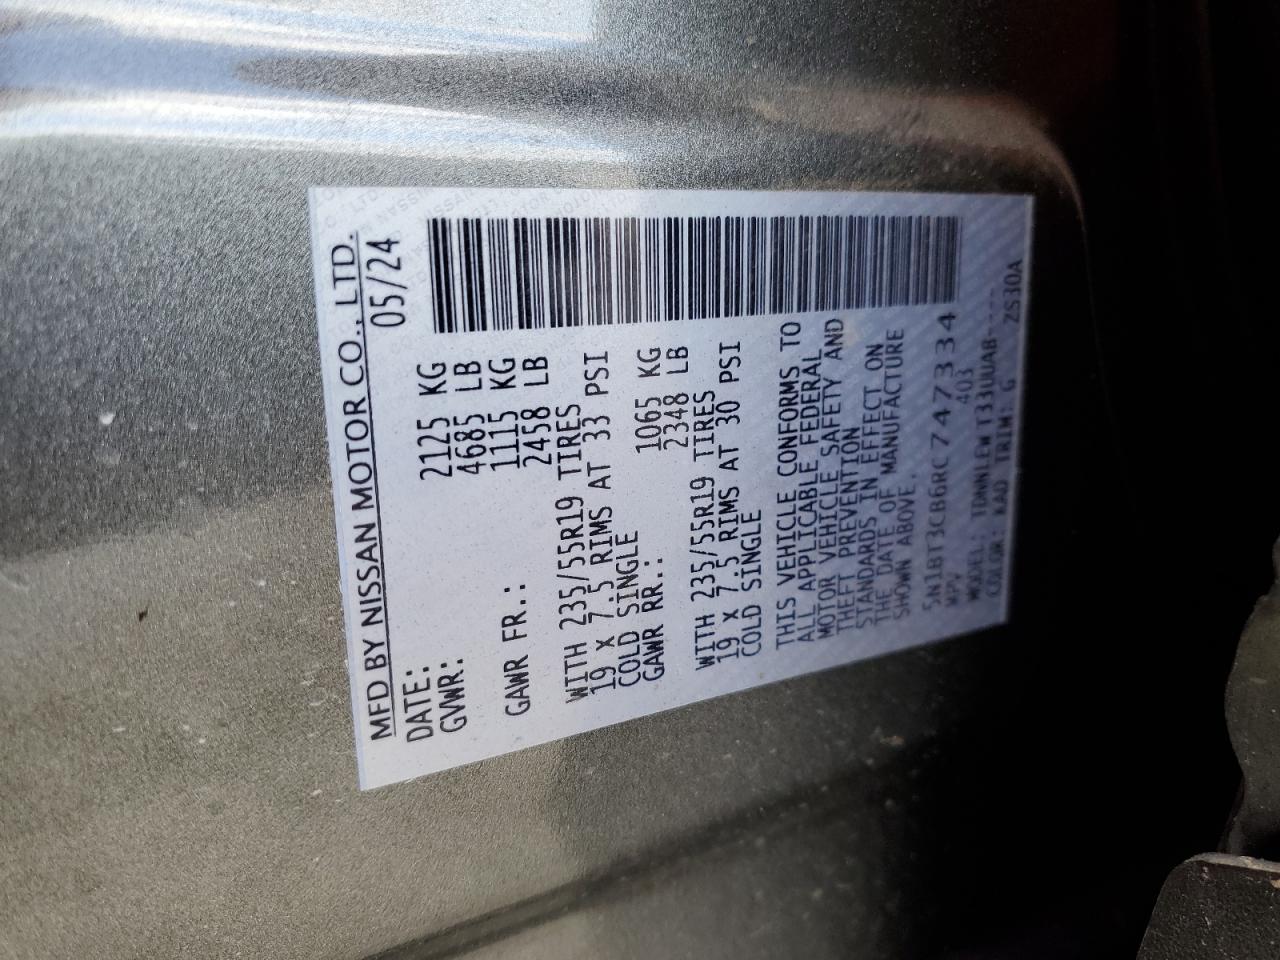 MFD BY NISSAN MOTOR CO., LTD.
DATE: 05/24
GVWR: 2125 KG
4685 LB
GAWR FR.: 1115 KG
2458 LB
WITH 235/55R19 TIRES
19 x 7.5 RIMS AT 33 PSI
COLD SINGLE
GAWR RR.: 1065 KG
2348 LB
WITH 235/55R19 TIRES
19 x 7.5 RIMS AT 30 PSI
COLD SINGLE
THIS VEHICLE CONFORMS TO
ALL APPLICABLE FEDERAL
MOTOR VEHICLE SAFETY AND
THEFT PREVENTION
STANDARDS IN EFFECT ON
THE DATE OF MANUFACTURE
SHOWN ABOVE.
5N1BT3CB6RC747334
MPV 403
MODEL: TDNNLEWT33UUAB----
COLOR: KAD TRIM: G ZS30A